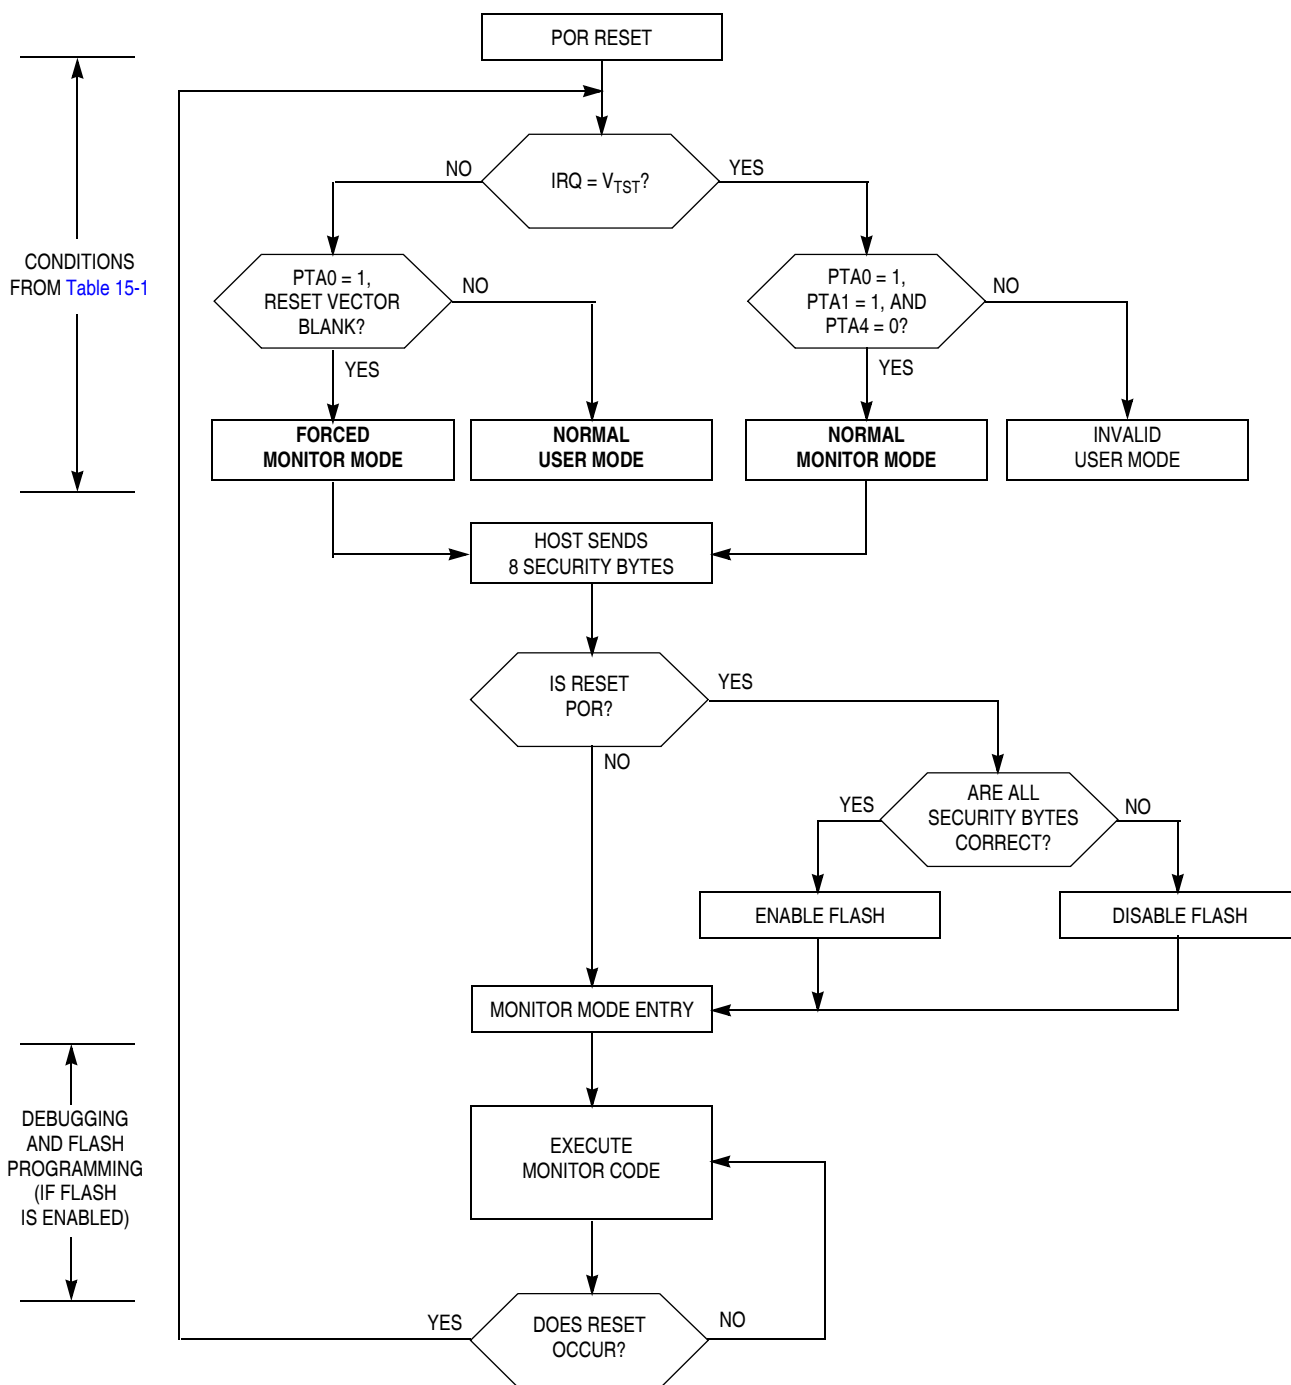 POR RESET
NO
YES
IRQ = VTST?
CONDITIONS
FROM Table 15-1
PTA0 = 1,
RESET VECTOR
BLANK?
NO
PTA0 = 1,
PTA1 = 1, AND
PTA4 = 0?
NO
YES
YES
FORCED
MONITOR MODE
NORMAL
USER MODE
NORMAL
MONITOR MODE
INVALID
USER MODE
HOST SENDS
8 SECURITY BYTES
IS RESET
POR?
YES
NO
YES
ARE ALL
SECURITY BYTES
CORRECT?
NO
ENABLE FLASH
DISABLE FLASH
MONITOR MODE ENTRY
DEBUGGING
AND FLASH
PROGRAMMING
(IF FLASH
IS ENABLED)
EXECUTE
MONITOR CODE
YES
DOES RESET
OCCUR?
NO